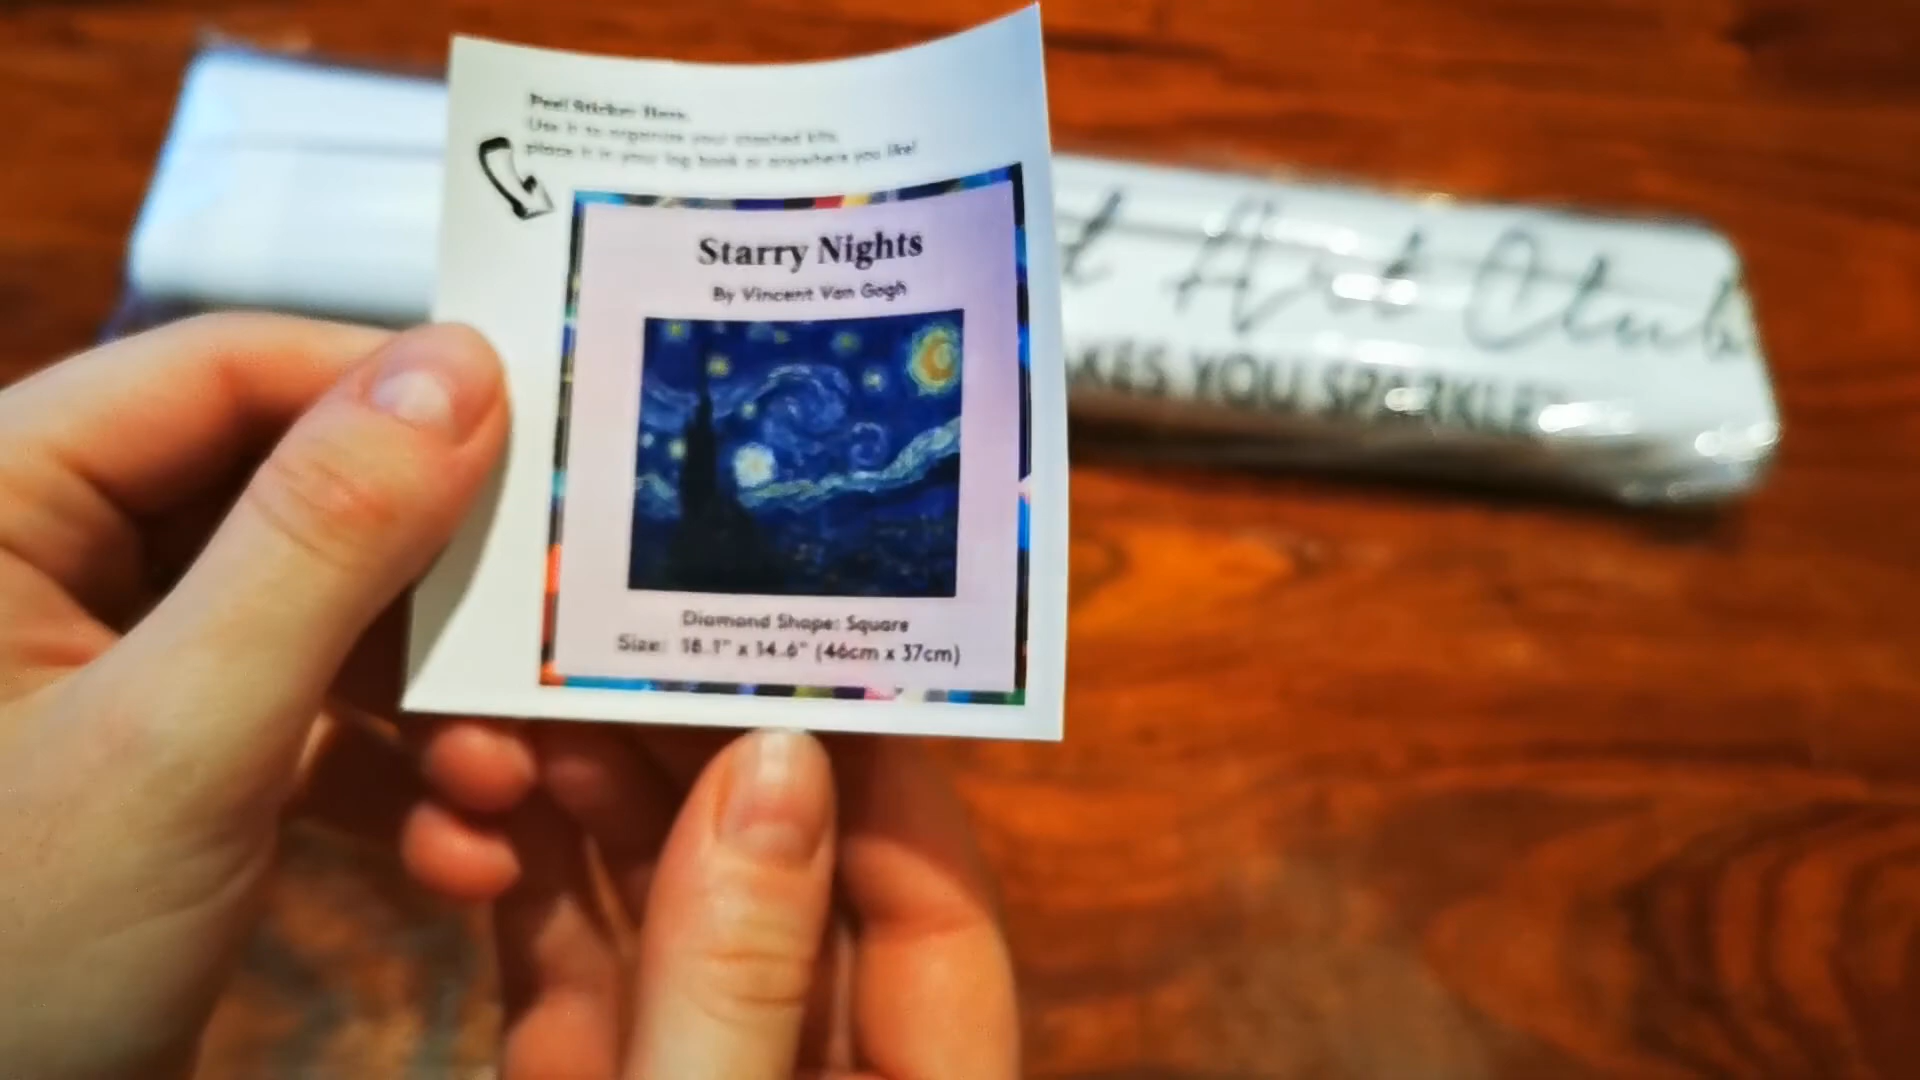 Peel Sticker Here.
Use it to organize your stashed kits,
place it in your log book or anywhere you like!
Starry Nights
By Vincent Van Gogh
Diamond Shape: Square
Size: 18.1" x 14.6" (46cm x 37cm)
Art Club
YOU SPARKLE